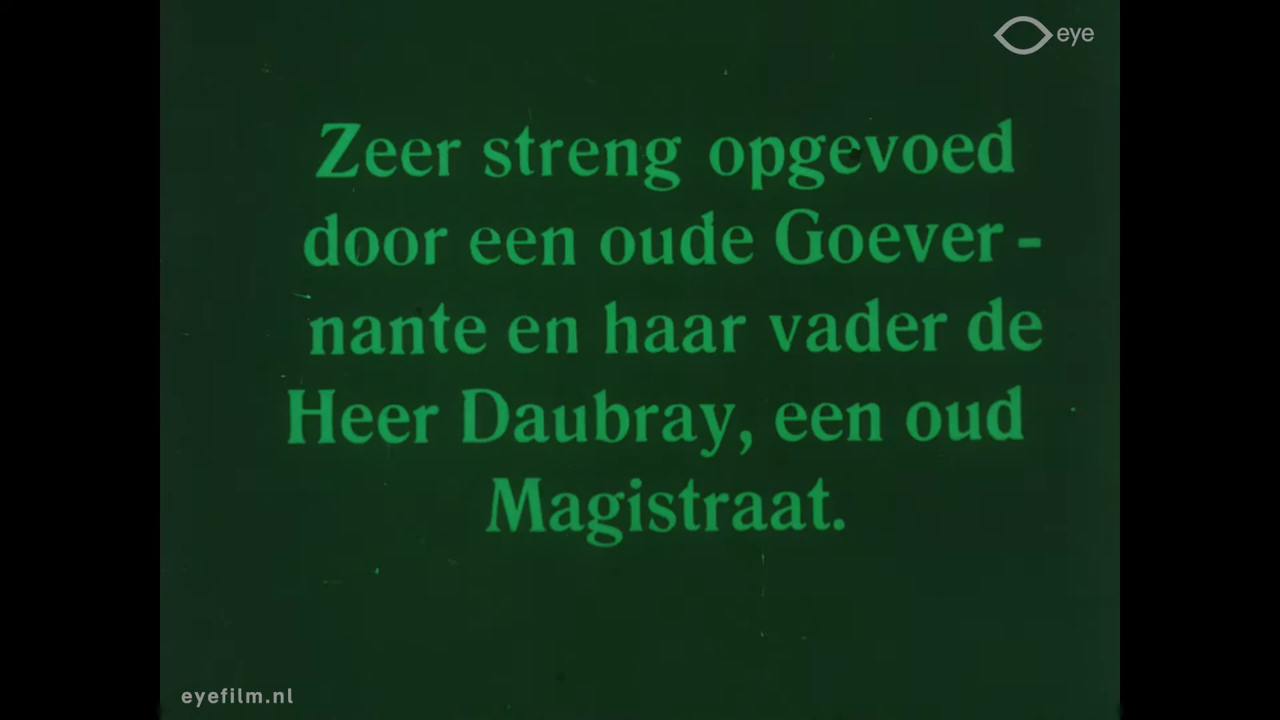 eye
Zeer streng opgevoed
door een oude Goever-
nante en haar vader de
Heer Daubray, een oud
Magistraat.
eyefilm.nl